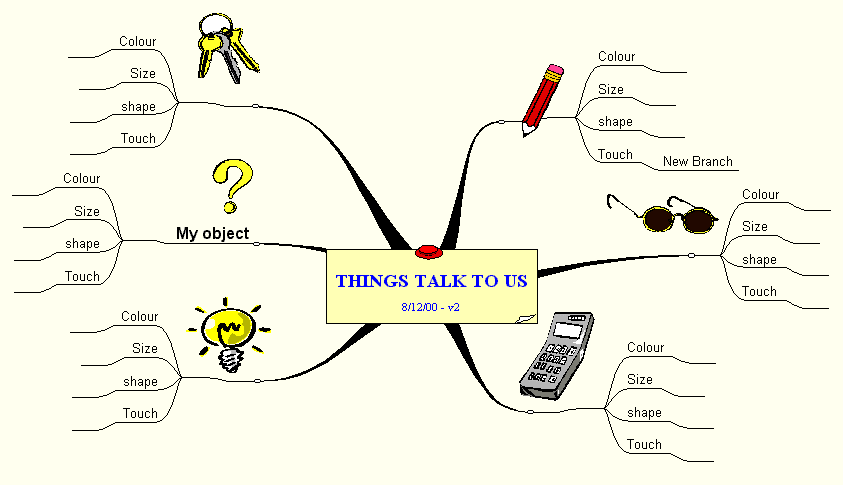 THINGS TALK TO US
8/12/00 - v2
Colour
Size
shape
Touch
New Branch
Colour
Size
shape
Touch
Colour
Size
shape
Touch
Colour
Size
shape
Touch
My object
Colour
Size
shape
Touch
Colour
Size
shape
Touch